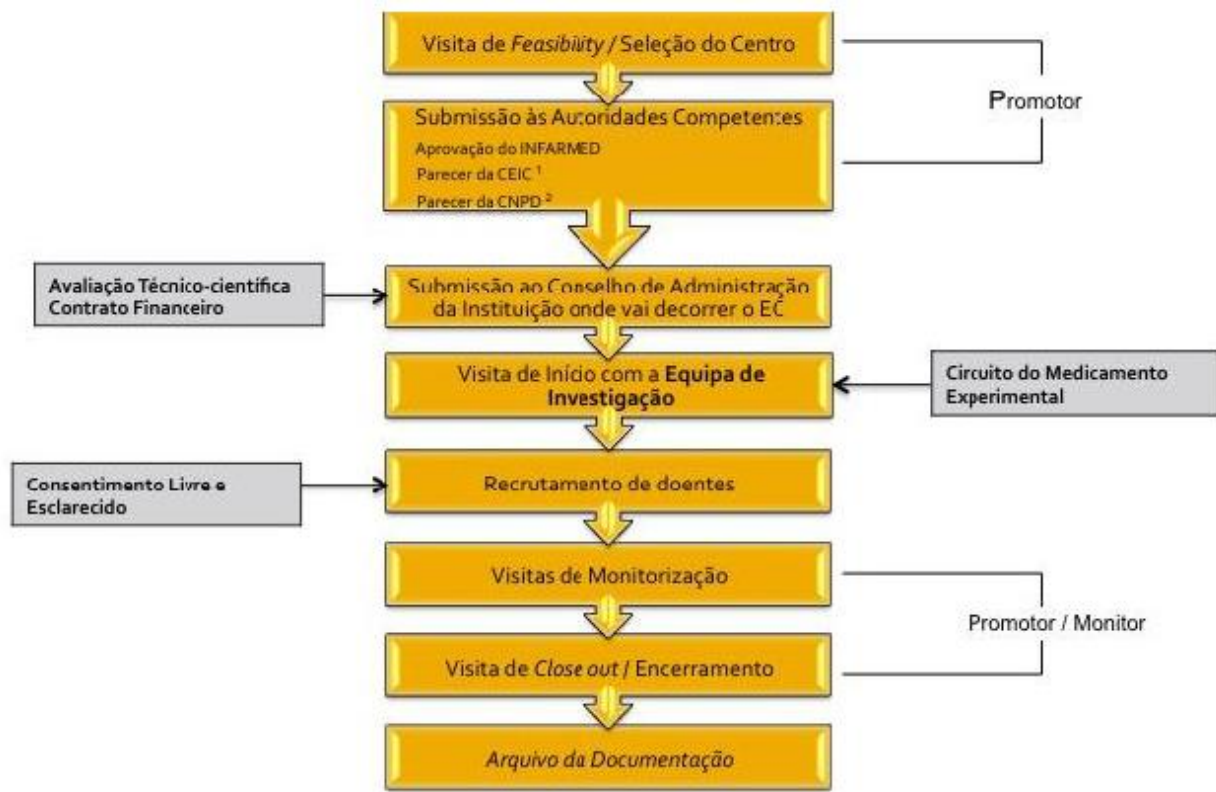 Visita de Feasibility / Seleção do Centro
Promotor
Submissão às Autoridades Competentes
Aprovação do INFARMED
Parecer da CEIC ¹
Parecer da CNPD ²
Avaliação Técnico-científica
Contrato Financeiro
Submissão ao Conselho de Administração
da Instituição onde vai decorrer o EC
Visita de Início com a Equipa de
Investigação
Circuito do Medicamento
Experimental
Consentimento Livre e
Esclarecido
Recrutamento de doentes
Visitas de Monitorização
Promotor / Monitor
Visita de Close out / Encerramento
Arquivo da Documentação